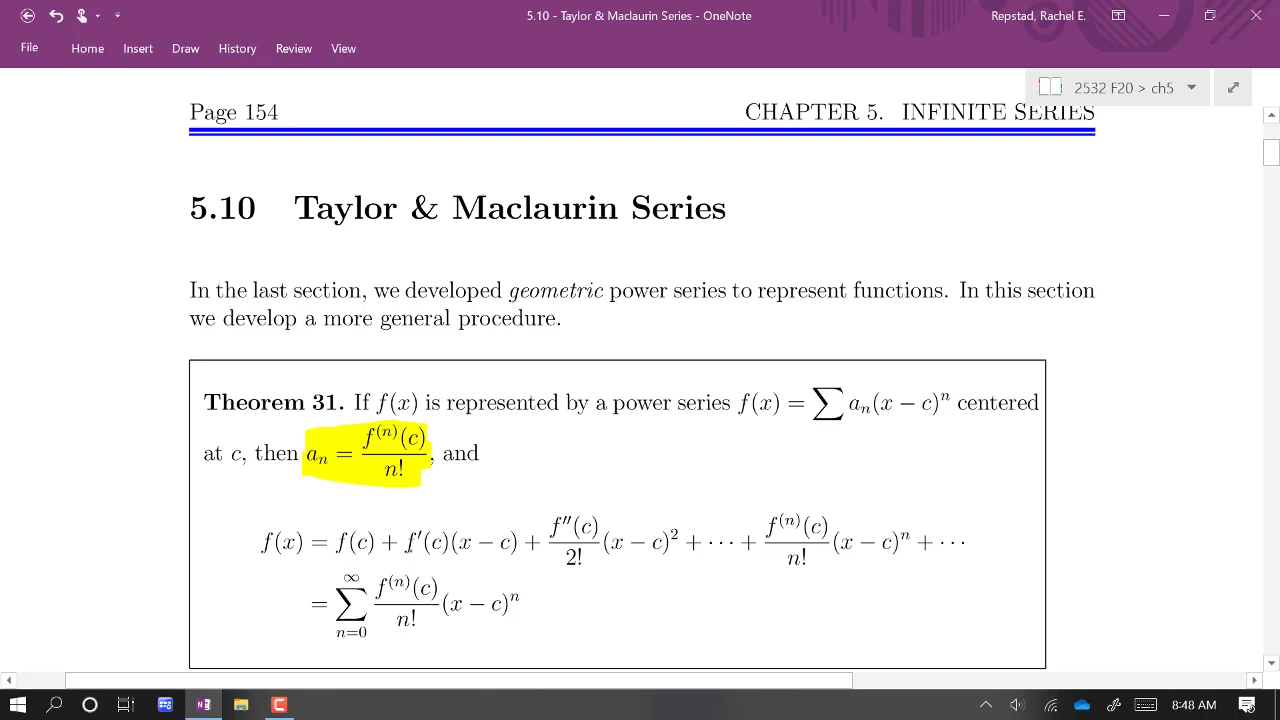 5.10 - Taylor & Maclaurin Series - OneNote
Repstad, Rachel E.
File Home Insert Draw History Review View
2532 F20 > ch5
Page 154 CHAPTER 5. INFINITE SERIES
5.10 Taylor & Maclaurin Series
In the last section, we developed geometric power series to represent functions. In this section
we develop a more general procedure.
Theorem 31. If f(x) is represented by a power series f(x) = ∑ aₙ(x − c)ⁿ centered
at c, then aₙ = f⁽ⁿ⁾(c)/n!, and
f(x) = f(c) + f′(c)(x − c) + f″(c)/2!(x − c)² + ⋯ + f⁽ⁿ⁾(c)/n!(x − c)ⁿ + ⋯
= ∑ₙ₌₀^∞ f⁽ⁿ⁾(c)/n!(x − c)ⁿ
8:48 AM